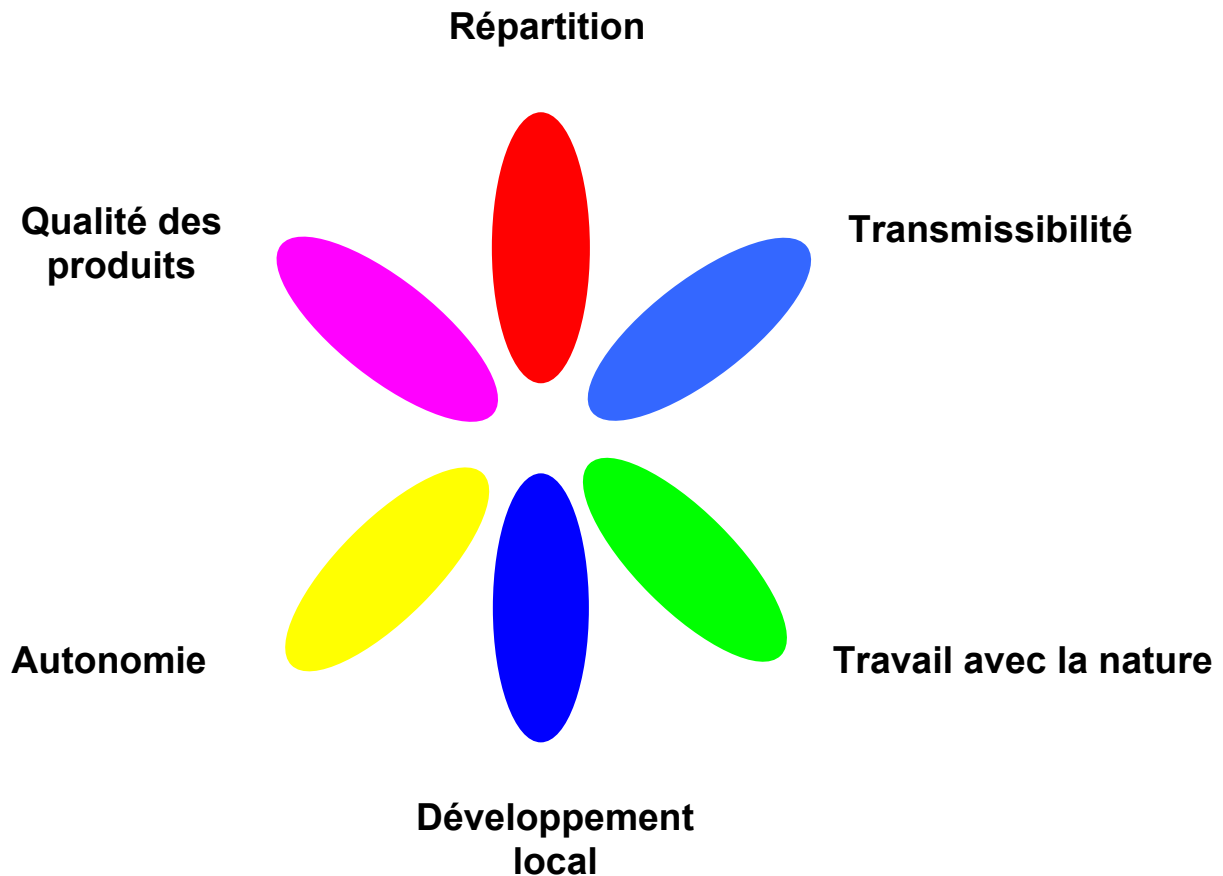 Répartition
Qualité des
produits
Transmissibilité
Autonomie
Travail avec la nature
Développement
local